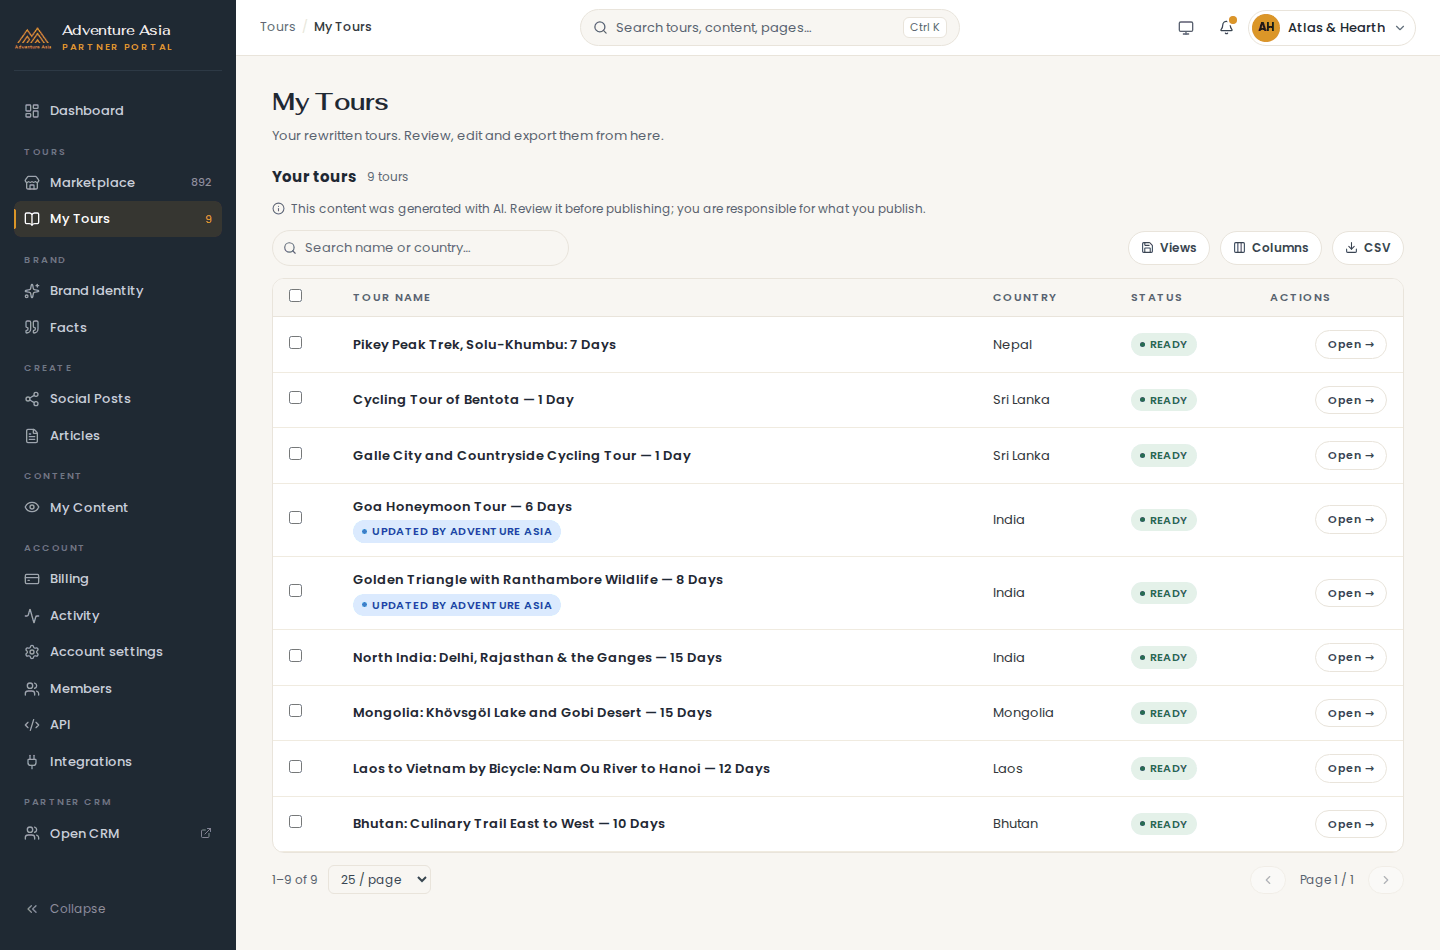 Adventure Asia
PARTNER PORTAL
Adventure Asia
Dashboard
TOURS
Marketplace 892
My Tours 9
BRAND
Brand Identity
Facts
CREATE
Social Posts
Articles
CONTENT
My Content
ACCOUNT
Billing
Activity
Account settings
Members
API
Integrations
PARTNER CRM
Open CRM
Collapse
Tours / My Tours
Search tours, content, pages... Ctrl K
AH Atlas & Hearth
My Tours
Your rewritten tours. Review, edit and export them from here.
Your tours 9 tours
This content was generated with AI. Review it before publishing; you are responsible for what you publish.
Search name or country... Views Columns CSV
TOUR NAME COUNTRY STATUS ACTIONS
Pikey Peak Trek, Solu-Khumbu: 7 Days Nepal READY Open →
Cycling Tour of Bentota — 1 Day Sri Lanka READY Open →
Galle City and Countryside Cycling Tour — 1 Day Sri Lanka READY Open →
Goa Honeymoon Tour — 6 Days India READY Open →
UPDATED BY ADVENTURE ASIA
Golden Triangle with Ranthambore Wildlife — 8 Days India READY Open →
UPDATED BY ADVENTURE ASIA
North India: Delhi, Rajasthan & the Ganges — 15 Days India READY Open →
Mongolia: Khövsgöl Lake and Gobi Desert — 15 Days Mongolia READY Open →
Laos to Vietnam by Bicycle: Nam Ou River to Hanoi — 12 Days Laos READY Open →
Bhutan: Culinary Trail East to West — 10 Days Bhutan READY Open →
1–9 of 9 25 / page Page 1 / 1